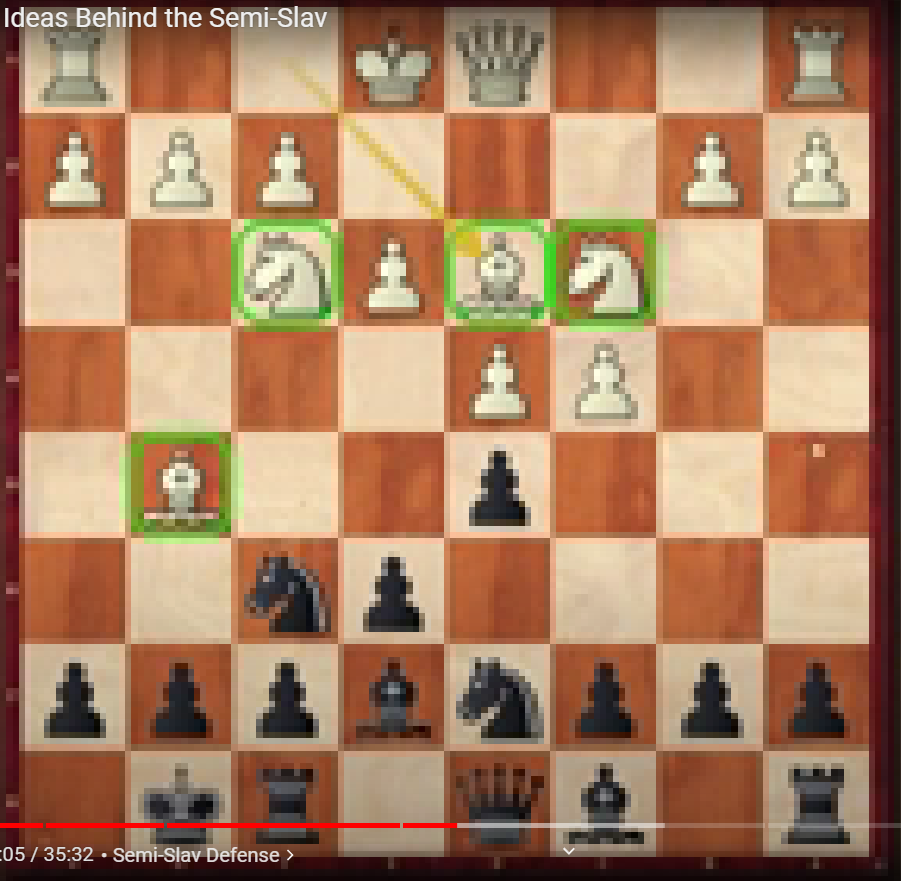 Ideas Behind the Semi-Slav
:05 / 35:32 • Semi-Slav Defense >